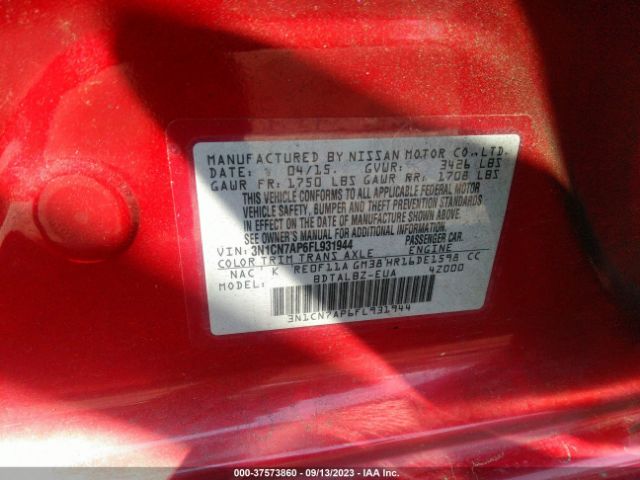 MANUFACTURED BY NISSAN MOTOR CO.,LTD.
DATE: 04/15. GVWR: 3426 LBS
GAWR FR: 1750 LBS GAWR RR: 1708 LBS
THIS VEHICLE CONFORMS TO ALL APPLICABLE FEDERAL MOTOR
VEHICLE SAFETY, BUMPER, AND THEFT PREVENTION STANDARDS
IN EFFECT ON THE DATE OF MANUFACTURE SHOWN ABOVE.
SEE OWNER'S MANUAL FOR ADDITIONAL INFORMATION.
VIN: 3N1CN7AP6FL931944 PASSENGER CAR.
COLOR TRIM TRANS AXLE ENGINE
NAC K RE0F11A GM38 HR16DE1598 CC
MODEL: BDTALBZ-EUA 42000
3N1CN7AP6FL931944
000-37573860 - 09/13/2023 - IAA Inc.